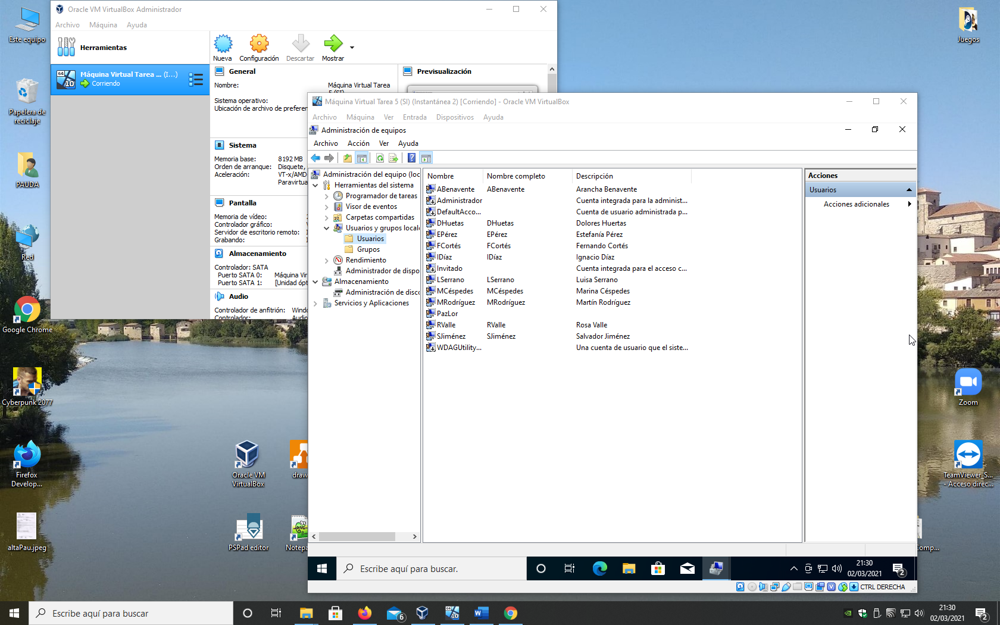 Este equipo
Papelera de
reciclaje
PAUDA
Red
Google Chrome
Cyberpunk 2077
Firefox
Develop...
altaPau.jpeg
Oracle VM
VirtualBox
PSPad editor
draw
Notepa
Juegos
Zoom
TeamViewer_S...
- Acceso direc...
omp...
Oracle VM VirtualBox Administrador
Archivo Máquina Ayuda
Herramientas
Nueva Configuración Descartar Mostrar
Máquina Virtual Tarea ... (I...)
Corriendo
64
10
General
Nombre: Máquina Virtual Tarea
5 (SI)
Sistema operativo:
Ubicación de archivo de preferen
Previsualización
Sistema
Memoria base: 8192 MB
Orden de arranque: Disquete,
Aceleración: VT-x/AMD
Paravirtua
Pantalla
Memoria de vídeo:
Controlador gráfico:
Servidor de escritorio remoto:
Grabando:
Almacenamiento
Controlador: SATA
Puerto SATA 0: Máquina Vir
Puerto SATA 1: [Unidad ópt
Audio
Controlador de anfitrión: Windo
Controlador: Audio
Máquina Virtual Tarea 5 (SI) (Instantánea 2) [Corriendo] - Oracle VM VirtualBox
Archivo Máquina Ver Entrada Dispositivos Ayuda
Administración de equipos
Archivo Acción Ver Ayuda
Administración del equipo (loc
Herramientas del sistema
Programador de tareas
Visor de eventos
Carpetas compartidas
Usuarios y grupos locale
Usuarios
Grupos
Rendimiento
Administrador de dispo
Almacenamiento
Administración de disco
Servicios y Aplicaciones
Nombre Nombre completo Descripción
ABenavente ABenavente Arancha Benavente
Administrador Cuenta integrada para la administ...
DefaultAcco... Cuenta de usuario administrada p...
DHuetas DHuetas Dolores Huertas
EPérez EPérez Estefanía Pérez
FCortés FCortés Fernando Cortés
IDíaz IDíaz Ignacio Díaz
Invitado Cuenta integrada para el acceso c...
LSerrano LSerrano Luisa Serrano
MCéspedes MCéspedes Marina Céspedes
MRodríguez MRodríguez Martín Rodríguez
PazLor
RValle RValle Rosa Valle
SJiménez SJiménez Salvador Jiménez
WDAGUtility... Una cuenta de usuario que el siste...
Acciones
Usuarios
Acciones adicionales
Escribe aquí para buscar.
21:30
02/03/2021
2
CTRL DERECHA
Escribe aquí para buscar
6
21:30
02/03/2021
2